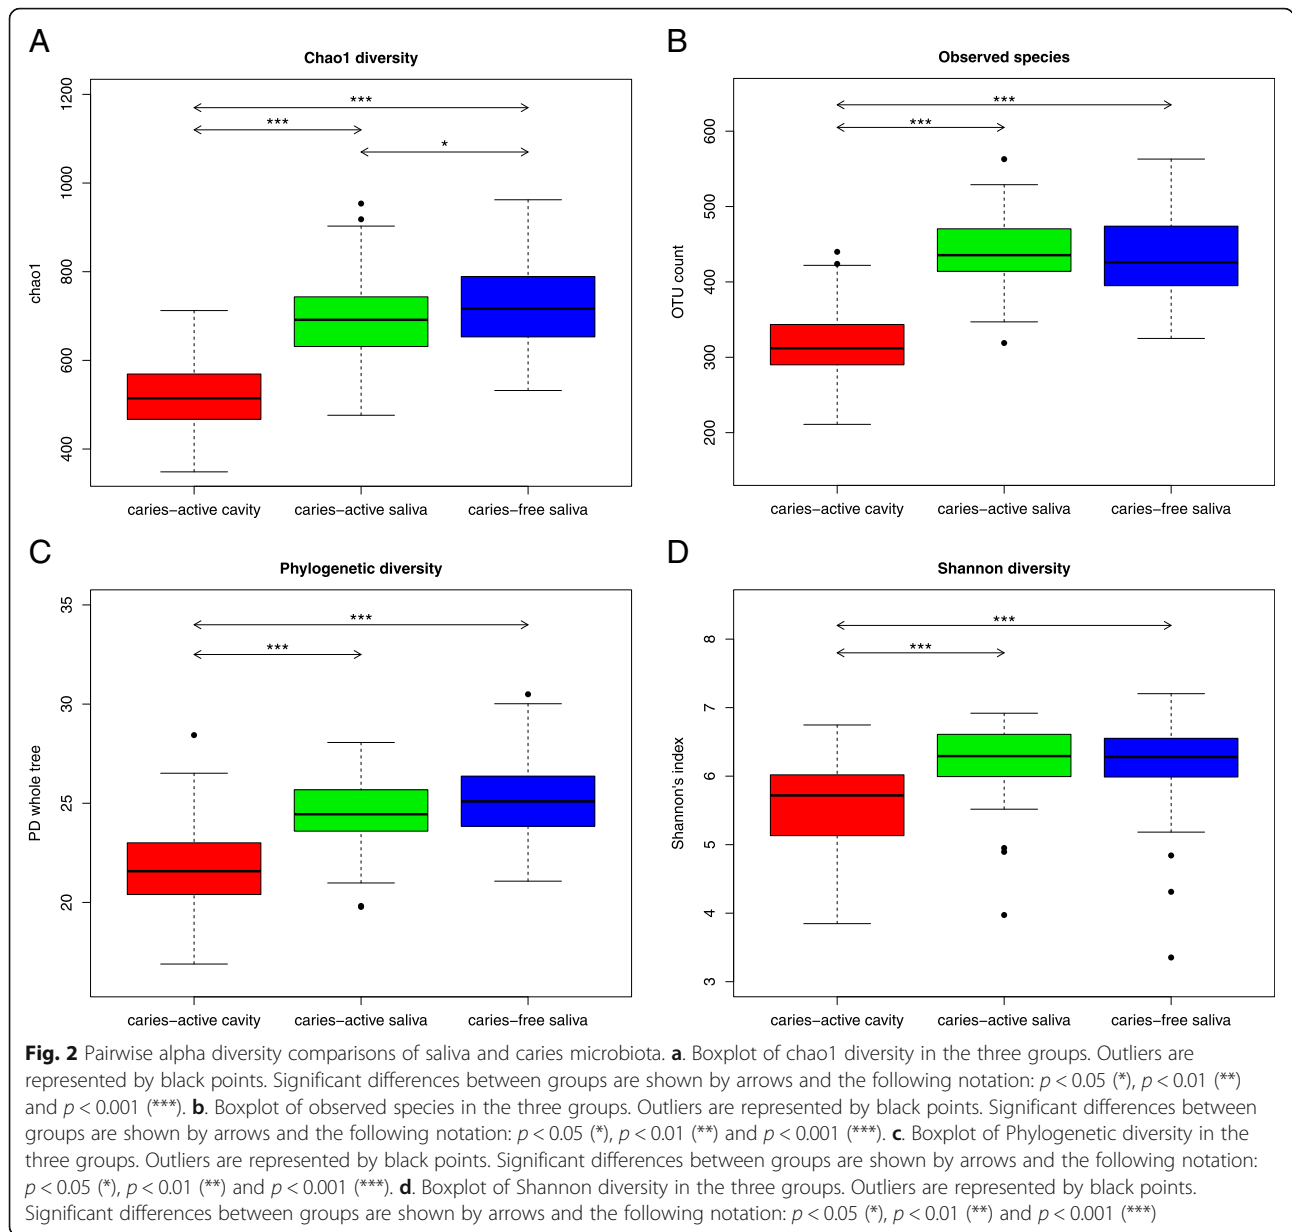 A
Chao1 diversity
chao1
1200
1000
800
600
400
***
***
*
caries−active cavity
caries−active saliva
caries−free saliva
B
Observed species
OTU count
600
500
400
300
200
***
***
caries−active cavity
caries−active saliva
caries−free saliva
C
Phylogenetic diversity
PD whole tree
35
30
25
20
***
***
caries−active cavity
caries−active saliva
caries−free saliva
D
Shannon diversity
Shannon's index
8
7
6
5
4
3
***
***
caries−active cavity
caries−active saliva
caries−free saliva
Fig. 2 Pairwise alpha diversity comparisons of saliva and caries microbiota. a. Boxplot of chao1 diversity in the three groups. Outliers are
represented by black points. Significant differences between groups are shown by arrows and the following notation: p < 0.05 (*), p < 0.01 (**)
and p < 0.001 (***). b. Boxplot of observed species in the three groups. Outliers are represented by black points. Significant differences between
groups are shown by arrows and the following notation: p < 0.05 (*), p < 0.01 (**) and p < 0.001 (***). c. Boxplot of Phylogenetic diversity in the
three groups. Outliers are represented by black points. Significant differences between groups are shown by arrows and the following notation:
p < 0.05 (*), p < 0.01 (**) and p < 0.001 (***). d. Boxplot of Shannon diversity in the three groups. Outliers are represented by black points.
Significant differences between groups are shown by arrows and the following notation: p < 0.05 (*), p < 0.01 (**) and p < 0.001 (***)